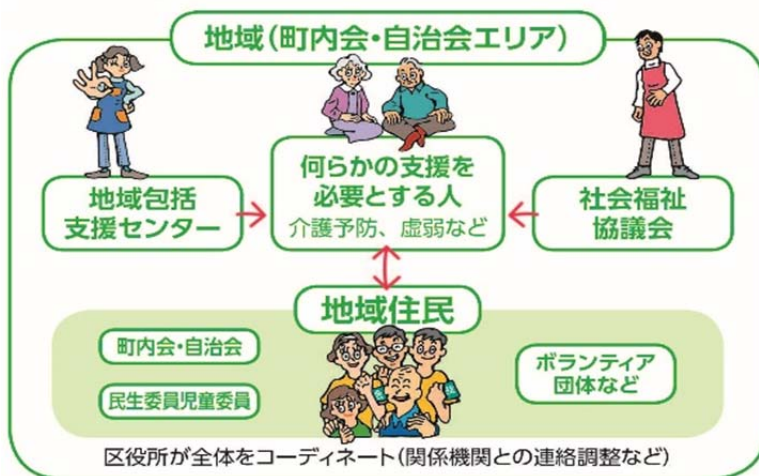 地域(町内会・自治会エリア)
何らかの支援を
必要とする人
介護予防、虚弱など
地域包括
支援センター
社会福祉
協議会
地域住民
町内会・自治会
民生委員児童委員
ボランティア
団体など
区役所が全体をコーディネート(関係機関との連絡調整など)